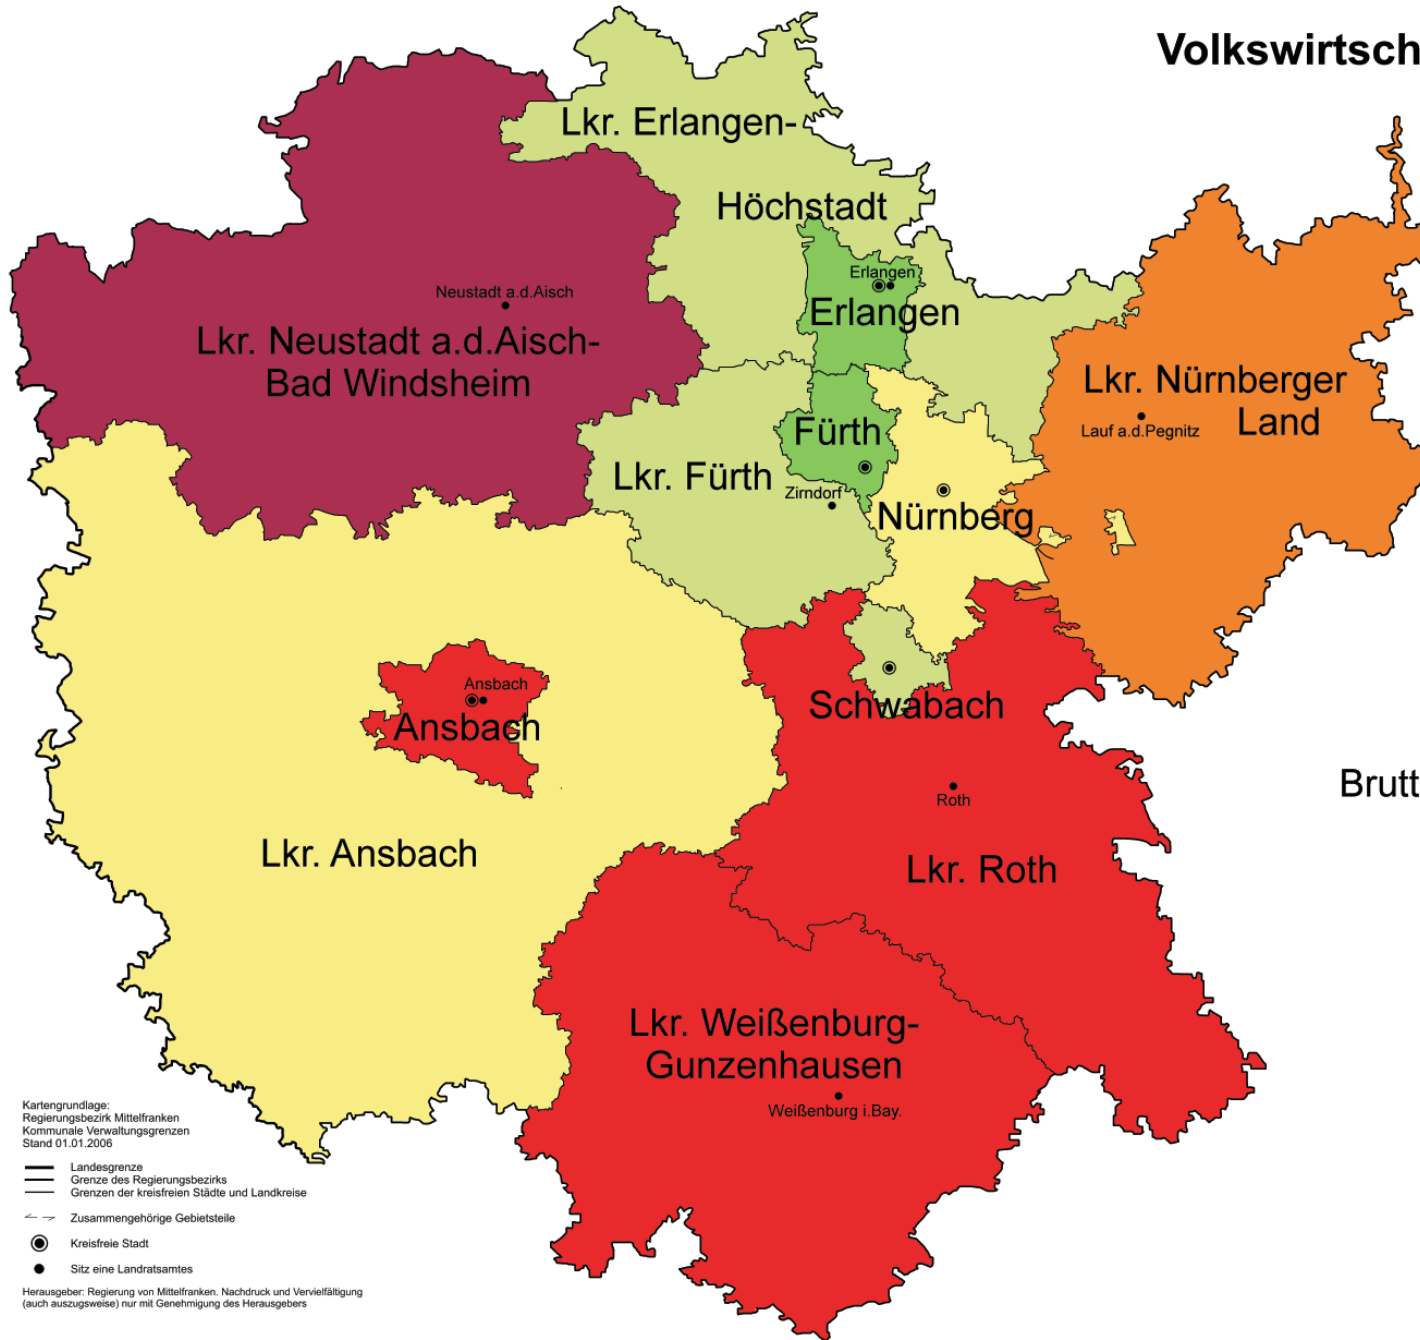 Volkswirtsch
Lkr. Erlangen-
Höchstadt
Erlangen
Erlangen
Neustadt a.d.Aisch
Lkr. Neustadt a.d.Aisch-
Bad Windsheim
Lkr. Nürnberger
Land
Lauf a.d.Pegnitz
Fürth
Lkr. Fürth
Zirndorf
Nürnberg
Ansbach
Ansbach
Schwabach
Roth
Brutt
Lkr. Ansbach
Lkr. Roth
Lkr. Weißenburg-
Gunzenhausen
Weißenburg i.Bay.
Kartengrundlage:
Regierungsbezirk Mittelfranken
Kommunale Verwaltungsgrenzen
Stand 01.01.2006
Landesgrenze
Grenze des Regierungsbezirks
Grenzen der kreisfreien Städte und Landkreise
Zusammengehörige Gebietsteile
Kreisfreie Stadt
Sitz eine Landratsamtes
Herausgeber: Regierung von Mittelfranken. Nachdruck und Vervielfältigung
(auch auszugsweise) nur mit Genehmigung des Herausgebers